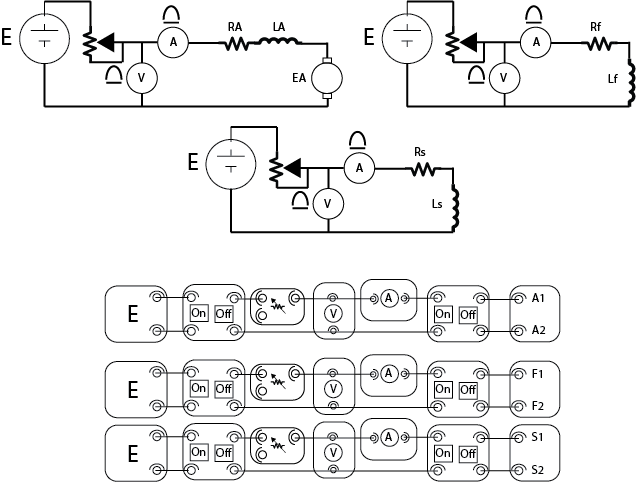 E A RA LA V EA
E A Rf V Lf
E A Rs V Ls
E On Off V A On Off A1
A2
E On Off V A On Off F1
F2
E On Off V A On Off S1
S2